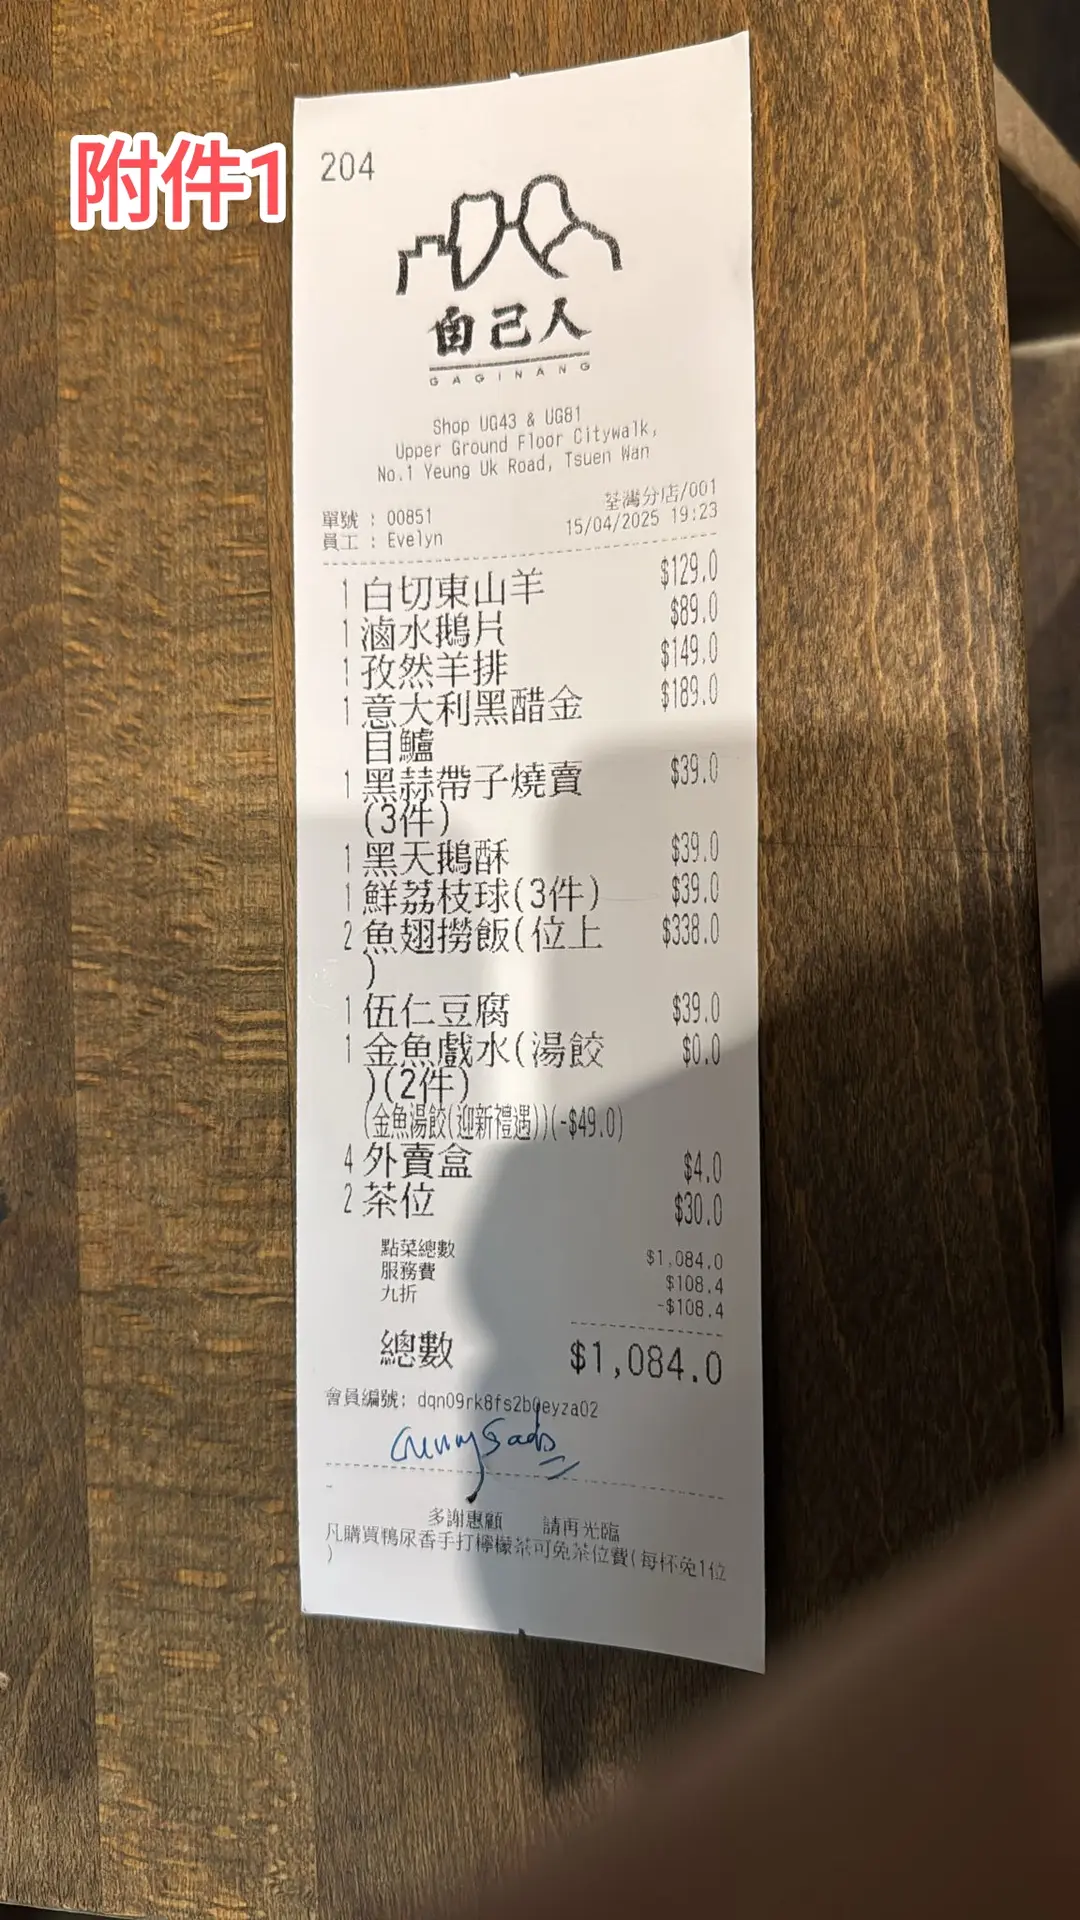 附件1
204
自己人
GAGINANG
Shop UG43 & UG81
Upper Ground Floor Citywalk,
No.1 Yeung Uk Road, Tsuen Wan
荃灣分店/001
單號 : 00851
15/04/2025 19:23
員工 : Evelyn
1 白切東山羊 $129.0
1 滷水鵝片 $89.0
1 孜然羊排 $149.0
1 意大利黑醋金 $189.0
目鱸
1 黑蒜帶子燒賣 $39.0
(3件)
1 黑天鵝酥 $39.0
1 鮮荔枝球(3件) $39.0
2 魚翅撈飯(位上 $338.0
)
1 伍仁豆腐 $39.0
1 金魚戲水(湯餃 $0.0
)(2件)
(金魚湯餃(迎新禮遇))(-$49.0)
4 外賣盒 $4.0
2 茶位 $30.0
點菜總數 $1,084.0
服務費 $108.4
九折 -$108.4
總數 $1,084.0
會員編號: dqn09rk8fs2b0eyza02
多謝惠顧 請再光臨
凡購買鴨尿香手打檸檬茶可免茶位費(每杯免1位
)